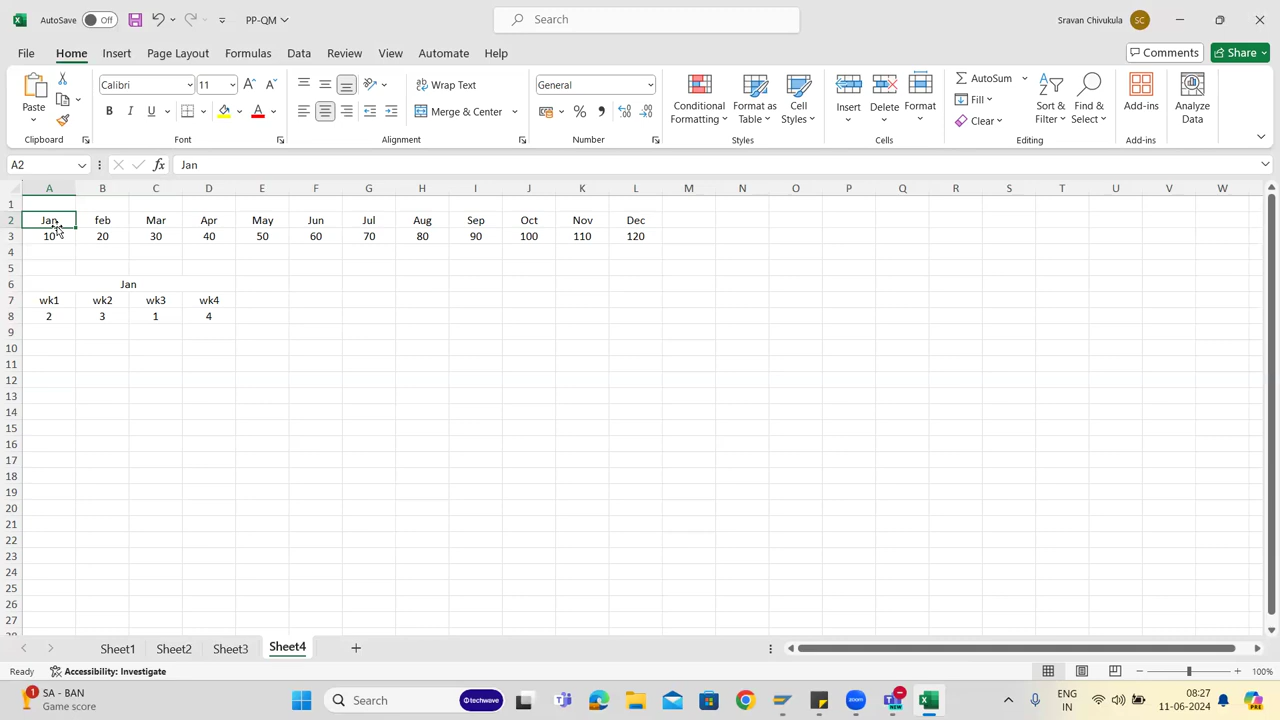 AutoSave Off PP-QM Search Sravan Chivukula SC
File Home Insert Page Layout Formulas Data Review View Automate Help Comments Share
Paste Calibri 11 Wrap Text General Conditional Formatting Format as Table Cell Styles Insert Delete Format AutoSum Sort & Filter Find & Select Add-ins Analyze Data
B I U A Merge & Center % Fill
Clear
Clipboard Font Alignment Number Styles Cells Editing Add-ins
A2 fx Jan
A B C D E F G H I J K L M N O P Q R S T U V W
1
2 Jan feb Mar Apr May Jun Jul Aug Sep Oct Nov Dec
3 10 20 30 40 50 60 70 80 90 100 110 120
4
5
6 Jan
7 wk1 wk2 wk3 wk4
8 2 3 1 4
9
10
11
12
13
14
15
16
17
18
19
20
21
22
23
24
25
26
27
Sheet1 Sheet2 Sheet3 Sheet4
Ready Accessibility: Investigate 100%
1 SA - BAN
Game score
Search techwave NEW ENG IN 08:27 11-06-2024 PRE